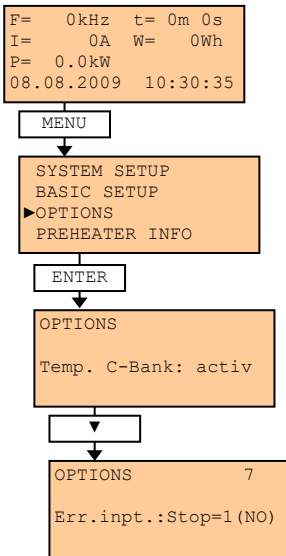 F=   0kHz  t= 0m 0s
I=     0A  W=   0Wh
P=  0.0kW
08.08.2009  10:30:35
MENU
SYSTEM SETUP
BASIC SETUP
►OPTIONS
PREHEATER INFO
ENTER
OPTIONS
Temp. C-Bank: activ
▼
OPTIONS        7
Err.inpt.:Stop=1(NO)